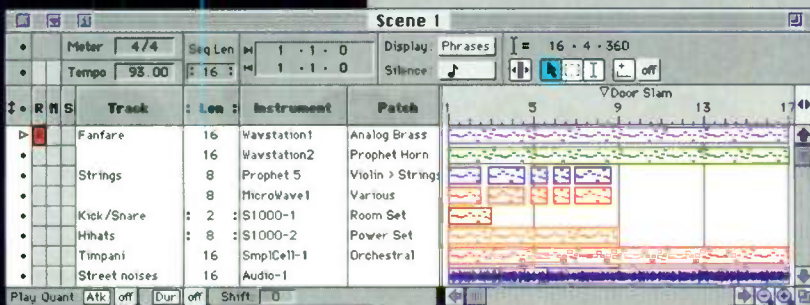 Scene 1
Meter 4/4 Seq Len 1 · 1 · 0 Display: Phrases = 16 · 4 · 360
Tempo 93.00 : 16 : 1 · 1 · 0 Silence: off
Door Slam
R M S Track : Len : Instrument Patch 1 5 9 13 17
Fanfare 16 Wavstation1 Analog Brass
16 Wavstation2 Prophet Horn
Strings 8 Prophet 5 Violin > Strings
8 MicroWave1 Various
Kick/Snare : 2 : S1000-1 Room Set
Hihats : 8 : S1000-2 Power Set
Timpani 16 SmplCell-1 Orchestral
Street noises 16 Audio-1
Play Quant Atk off Dur off Shift 0